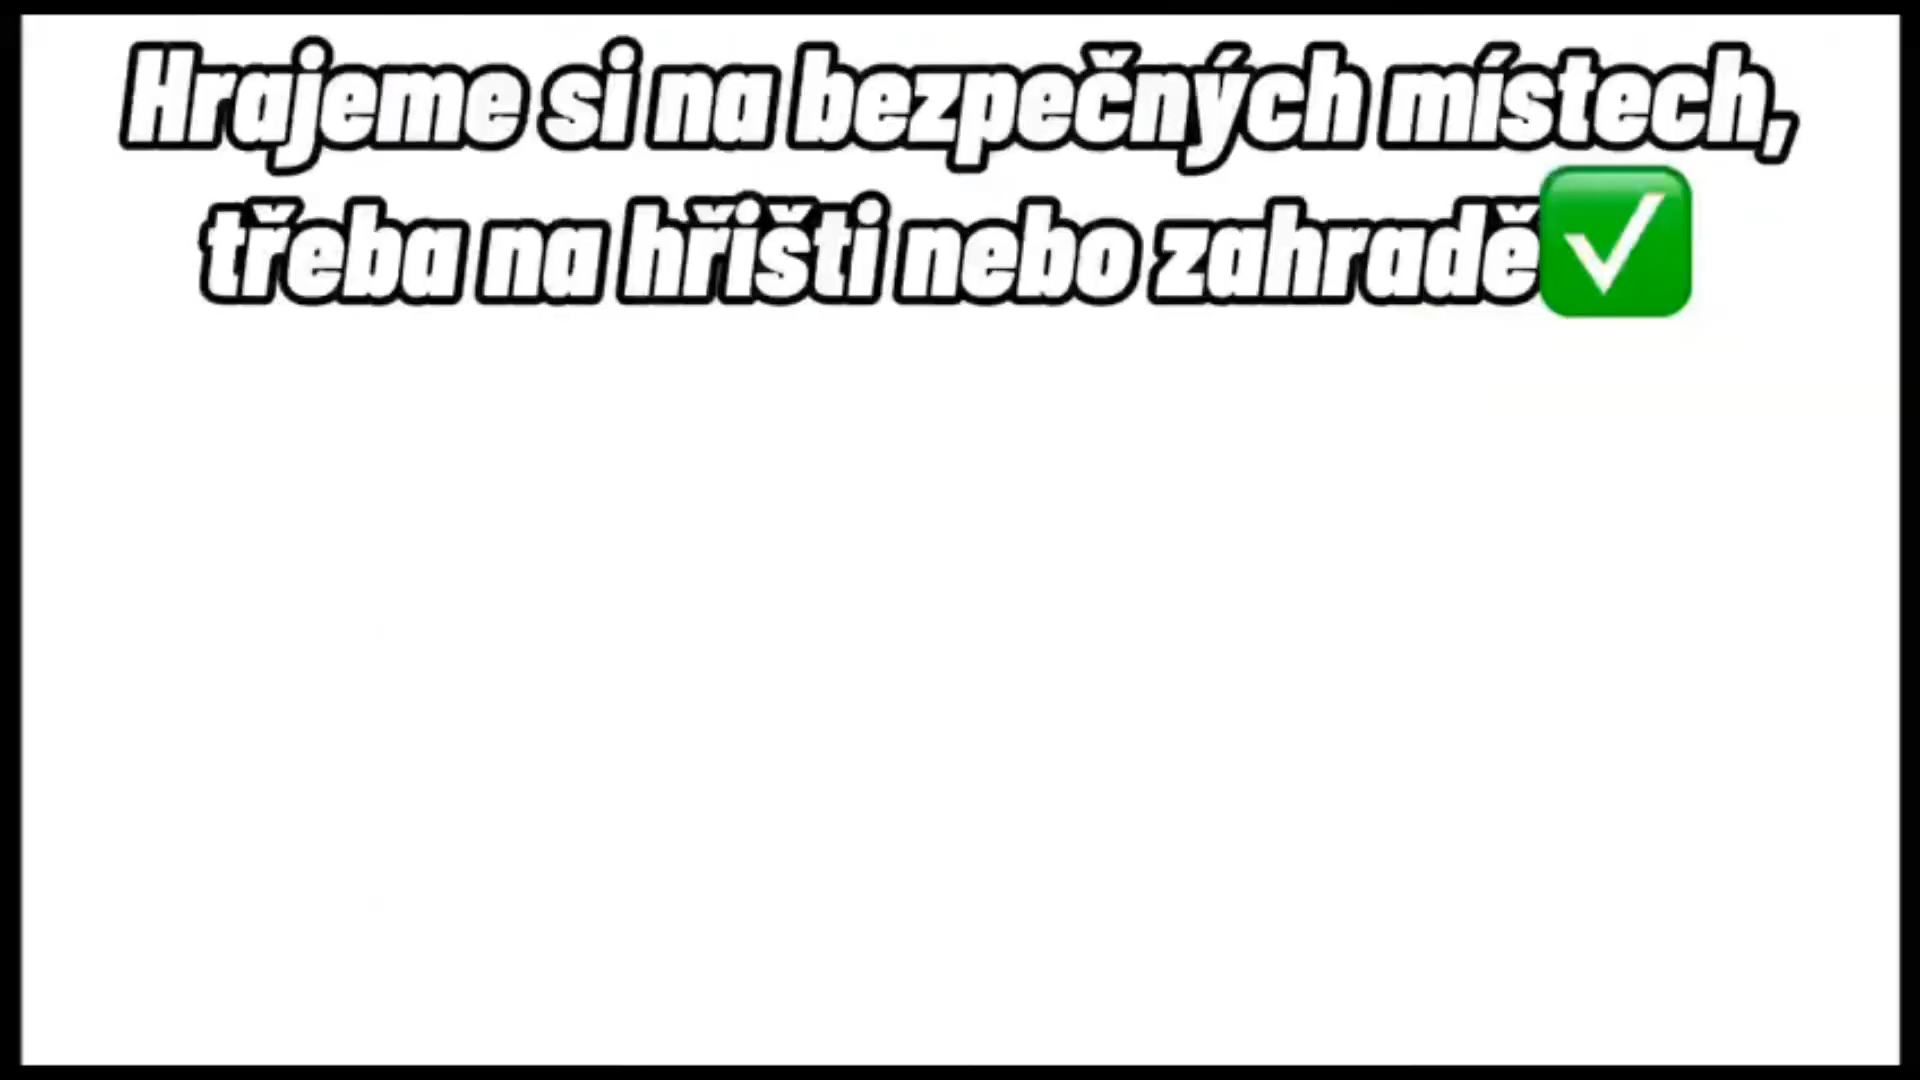 Hrajeme si na bezpečných místech,
třeba na hřišti nebo zahradě✅